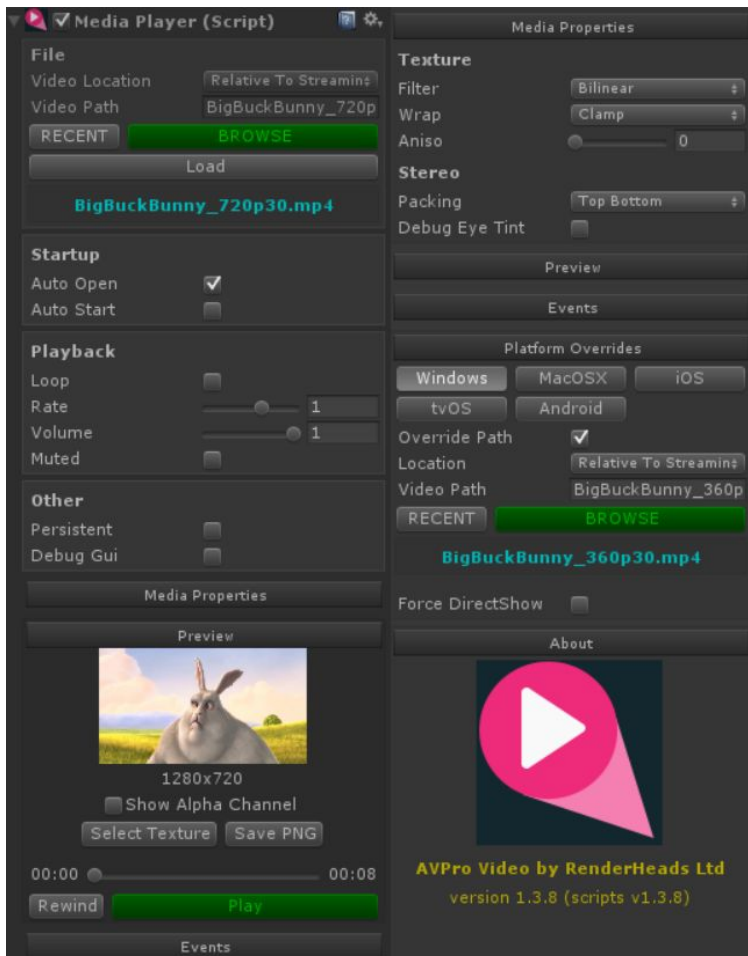 Media Player (Script)
File
Video Location Relative To Streaming
Video Path BigBuckBunny_720p
RECENT BROWSE
Load
BigBuckBunny_720p30.mp4
Startup
Auto Open
Auto Start
Playback
Loop
Rate 1
Volume 1
Muted
Other
Persistent
Debug Gui
Media Properties
Preview
1280x720
Show Alpha Channel
Select Texture Save PNG
00:00 00:08
Rewind Play
Events
Media Properties
Texture
Filter Bilinear
Wrap Clamp
Aniso 0
Stereo
Packing Top Bottom
Debug Eye Tint
Preview
Events
Platform Overrides
Windows MacOSX iOS
tvOS Android
Override Path
Location Relative To Streaming
Video Path BigBuckBunny_360p
RECENT BROWSE
BigBuckBunny_360p30.mp4
Force DirectShow
About
AVPro Video by RenderHeads Ltd
version 1.3.8 (scripts v1.3.8)